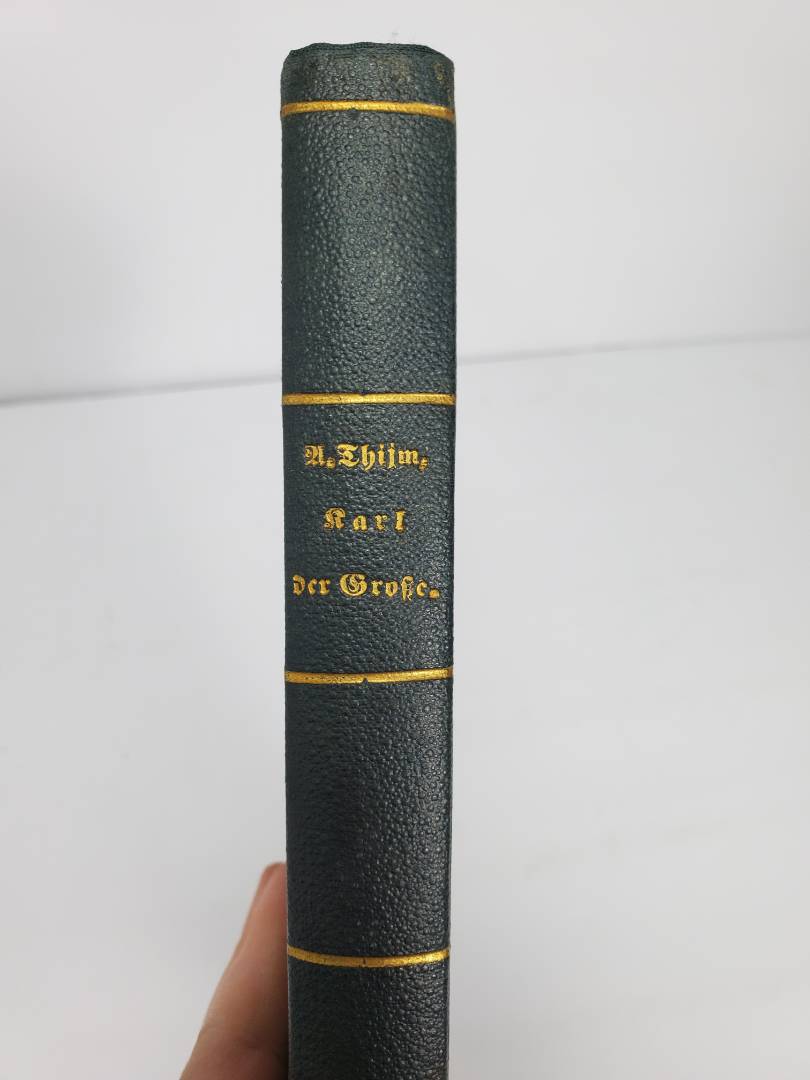 A. Thijm,
Karl
der Große.